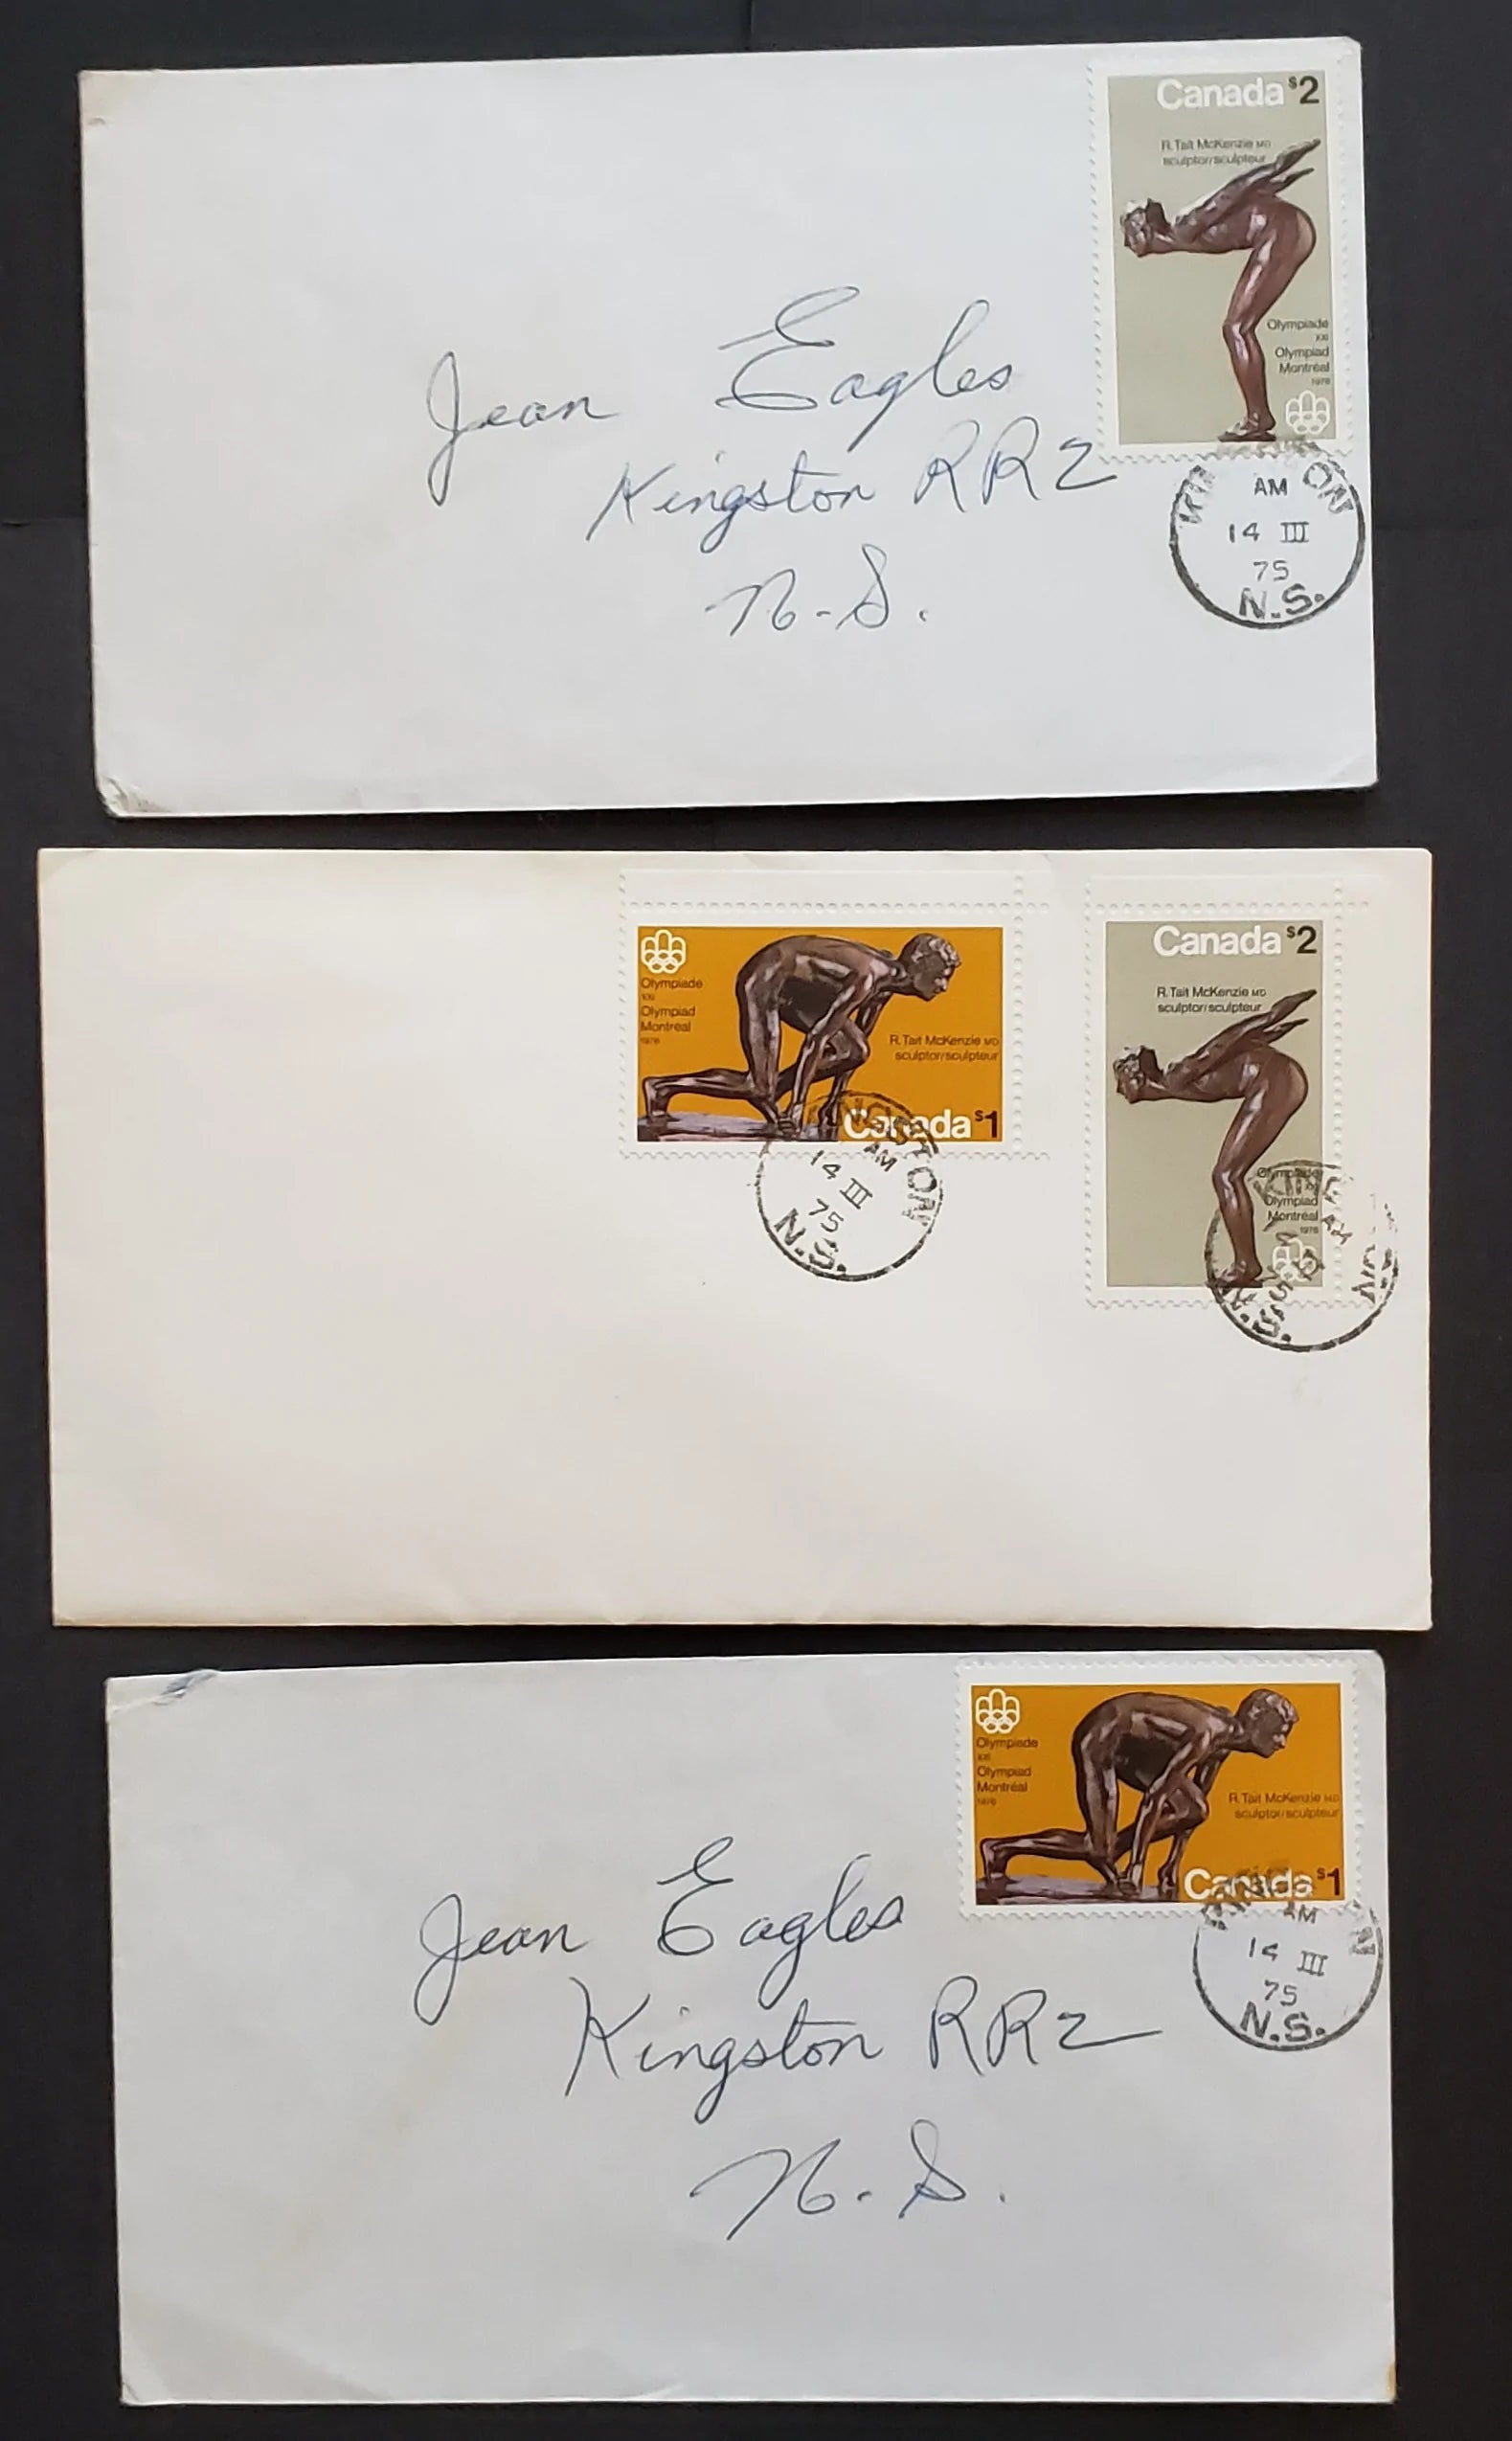 Canada $2
R. Tait McKenzie MD
sculptor/sculpteur
Olympiade
XXI
Olympiad
Montréal
1976
Jean Eagles
Kingston RR2
N.S.
AM
14 III
75
N.S.
Olympiade
XXI
Olympiad
Montréal
1976
R. Tait McKenzie MD
sculptor/sculpteur
Canada $1
KINGSTON
AM
14 III
75
N.S.
Canada $2
R. Tait McKenzie MD
sculptor/sculpteur
Olympiade
XXI
Olympiad
Montréal
1976
AM
Olympiade
XXI
Olympiad
Montréal
1976
R. Tait McKenzie MD
sculptor/sculpteur
Canada $1
AM
14 III
75
N.S.
Jean Eagles
Kingston RR2
N.S.